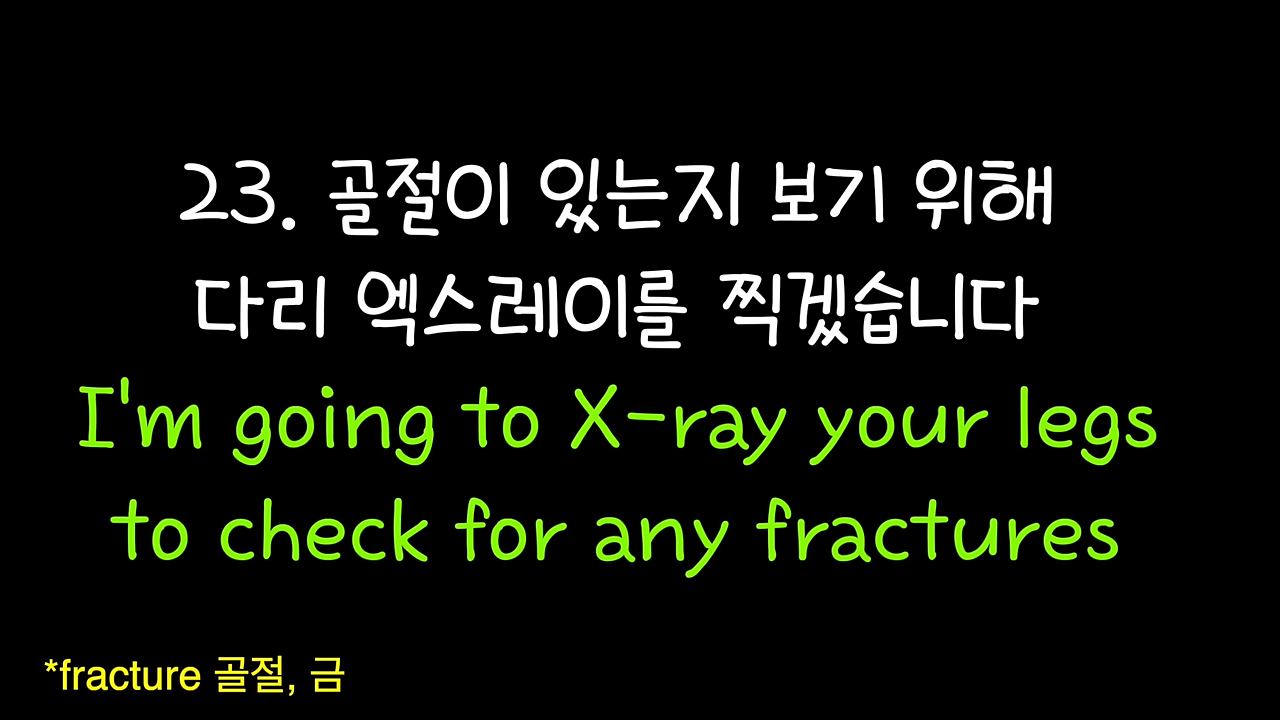 23. 골절이 있는지 보기 위해
다리 엑스레이를 찍겠습니다
I'm going to X-ray your legs
to check for any fractures
*fracture 골절, 금